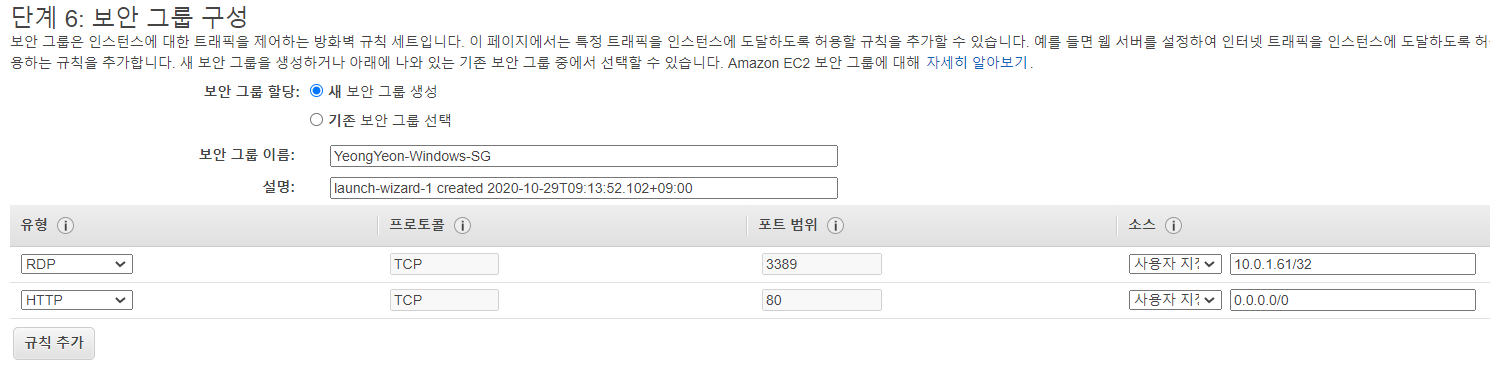 단계 6: 보안 그룹 구성
보안 그룹은 인스턴스에 대한 트래픽을 제어하는 방화벽 규칙 세트입니다. 이 페이지에서는 특정 트래픽을 인스턴스에 도달하도록 허용할 규칙을 추가할 수 있습니다. 예를 들면 웹 서버를 설정하여 인터넷 트래픽을 인스턴스에 도달하도록 허
용하는 규칙을 추가합니다. 새 보안 그룹을 생성하거나 아래에 나와 있는 기존 보안 그룹 중에서 선택할 수 있습니다. Amazon EC2 보안 그룹에 대해 자세히 알아보기.
보안 그룹 할당: 새 보안 그룹 생성
기존 보안 그룹 선택
보안 그룹 이름: YeongYeon-Windows-SG
설명: launch-wizard-1 created 2020-10-29T09:13:52.102+09:00
유형 i 프로토콜 i 포트 범위 i 소스 i
RDP TCP 3389 사용자 지정 10.0.1.61/32
HTTP TCP 80 사용자 지정 0.0.0.0/0
규칙 추가